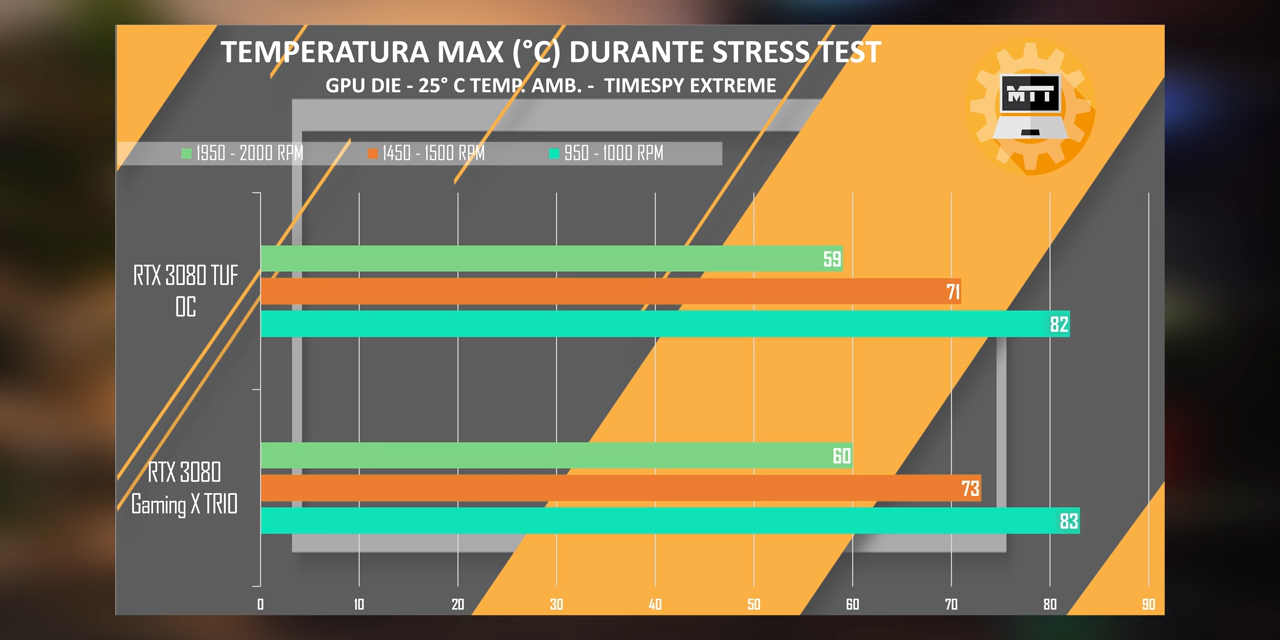 TEMPERATURA MAX (°C) DURANTE STRESS TEST
GPU DIE - 25° C TEMP. AMB. - TIMESPY EXTREME
MTT
1950 - 2000 RPM 1450 - 1500 RPM 950 - 1000 RPM
RTX 3080 TUF
OC
59
71
82
RTX 3080
Gaming X TRIO
60
73
83
0 10 20 30 40 50 60 70 80 90